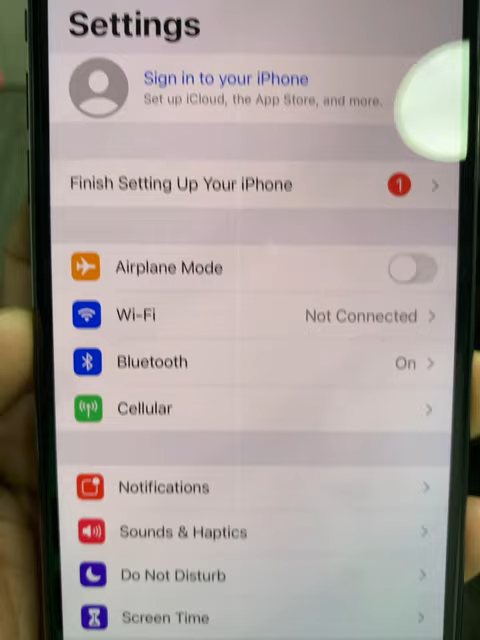 Settings
Sign in to your iPhone
Set up iCloud, the App Store, and more.
Finish Setting Up Your iPhone 1
Airplane Mode
Wi-Fi Not Connected
Bluetooth On
Cellular
Notifications
Sounds & Haptics
Do Not Disturb
Screen Time